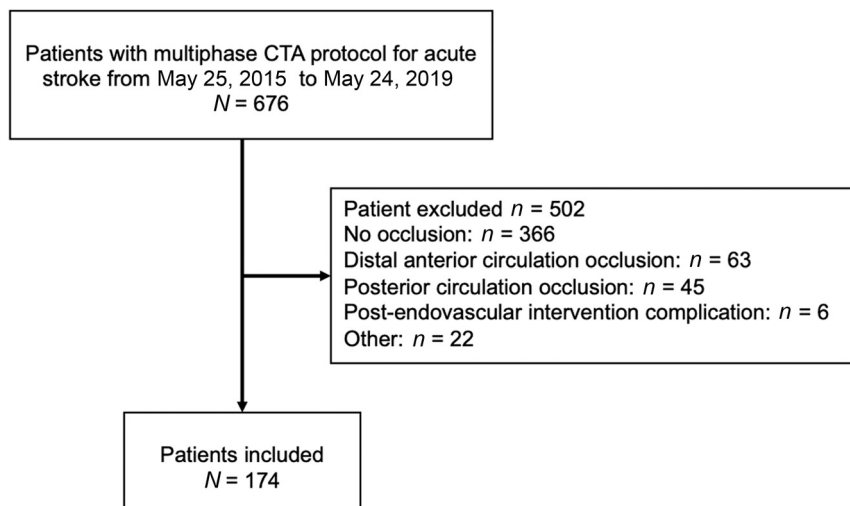 Patients with multiphase CTA protocol for acute
stroke from May 25, 2015 to May 24, 2019
N = 676
Patient excluded n = 502
No occlusion: n = 366
Distal anterior circulation occlusion: n = 63
Posterior circulation occlusion: n = 45
Post-endovascular intervention complication: n = 6
Other: n = 22
Patients included
N = 174